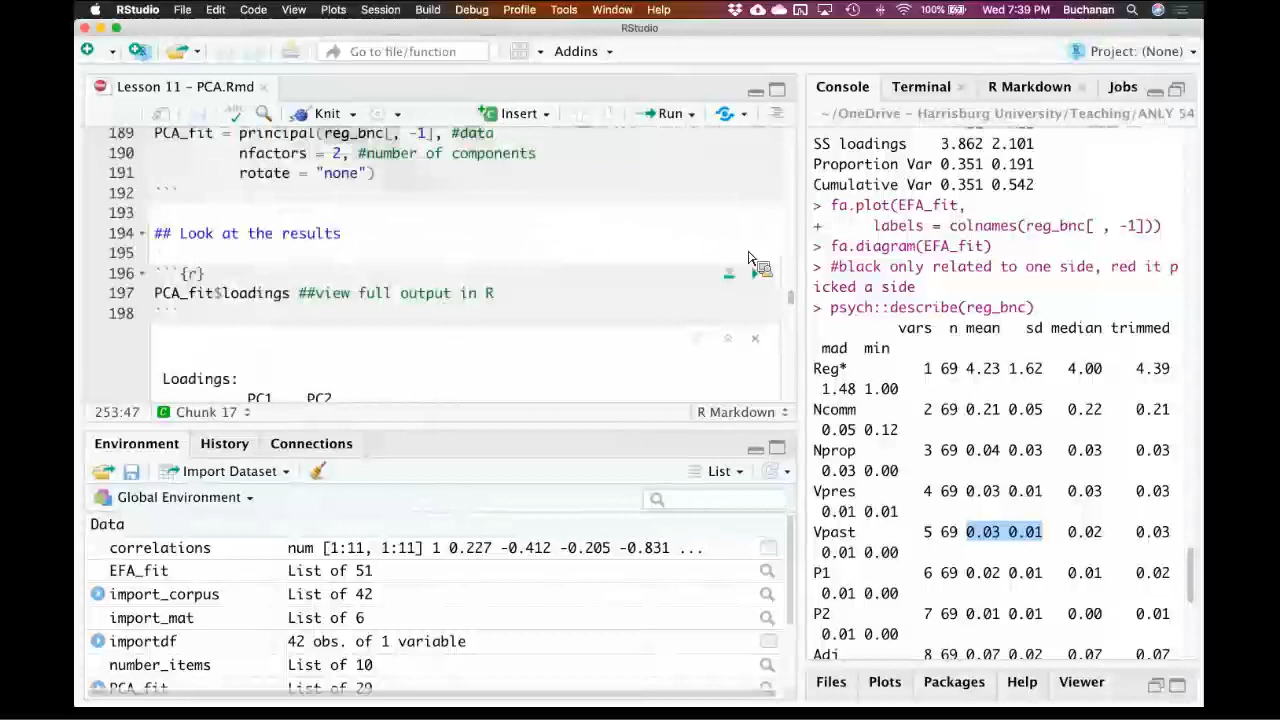 RStudio File Edit Code View Plots Session Build Debug Profile Tools Window Help 100% Wed 7:39 PM Buchanan
RStudio
Go to file/function Addins Project: (None)
Lesson 11 - PCA.Rmd
Knit Insert Run
189 PCA_fit = principal(reg_bnc[, -1], #data
190 nfactors = 2, #number of components
191 rotate = "none")
192 ```
193
194 ## Look at the results
195
196 ```{r}
197 PCA_fit$loadings ##view full output in R
198 ```
Loadings:
PC1 PC2
253:47 Chunk 17 R Markdown
Environment History Connections
Import Dataset List
Global Environment
Data
correlations num [1:11, 1:11] 1 0.227 -0.412 -0.205 -0.831 ...
EFA_fit List of 51
import_corpus List of 42
import_mat List of 6
importdf 42 obs. of 1 variable
number_items List of 10
PCA_fit List of 29
Console Terminal R Markdown Jobs
~/OneDrive - Harrisburg University/Teaching/ANLY 54
SS loadings 3.862 2.101
Proportion Var 0.351 0.191
Cumulative Var 0.351 0.542
> fa.plot(EFA_fit,
+ labels = colnames(reg_bnc[ , -1]))
> fa.diagram(EFA_fit)
> #black only related to one side, red it p
icked a side
> psych::describe(reg_bnc)
vars n mean sd median trimmed
mad min
Reg* 1 69 4.23 1.62 4.00 4.39
1.48 1.00
Ncomm 2 69 0.21 0.05 0.22 0.21
0.05 0.12
Nprop 3 69 0.04 0.03 0.03 0.03
0.03 0.00
Vpres 4 69 0.03 0.01 0.03 0.03
0.01 0.01
Vpast 5 69 0.03 0.01 0.02 0.03
0.01 0.00
P1 6 69 0.02 0.01 0.01 0.02
0.01 0.00
P2 7 69 0.01 0.01 0.00 0.01
0.01 0.00
Adj 8 69 0.07 0.02 0.07 0.07
Files Plots Packages Help Viewer